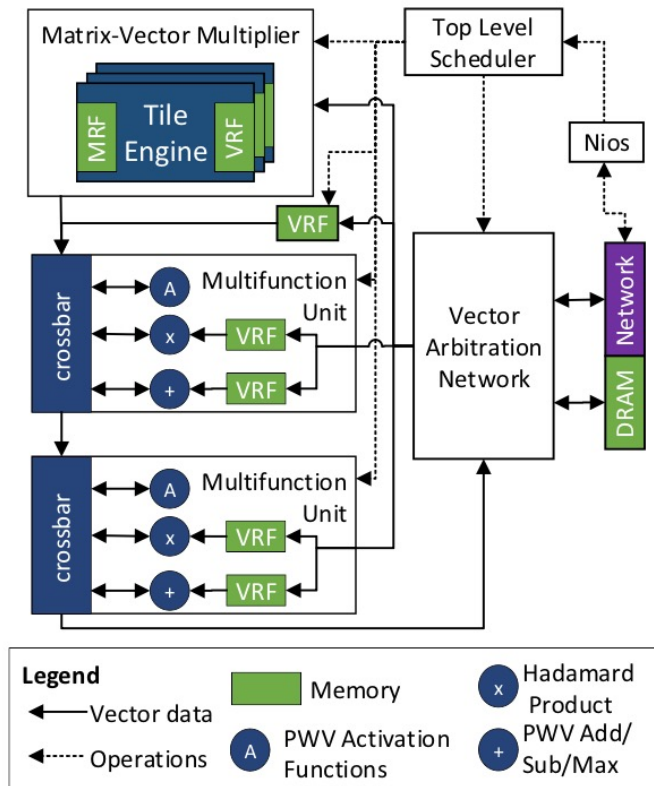 Matrix-Vector Multiplier
Top Level
Scheduler
MRF
Tile
Engine
VRF
Nios
VRF
crossbar
Multifunction
Unit
A
x
VRF
+
VRF
Vector
Arbitration
Network
Network
DRAM
crossbar
Multifunction
Unit
A
x
VRF
+
VRF
Legend
Vector data
Operations
Memory
A
PWV Activation
Functions
x
Hadamard
Product
+
PWV Add/
Sub/Max